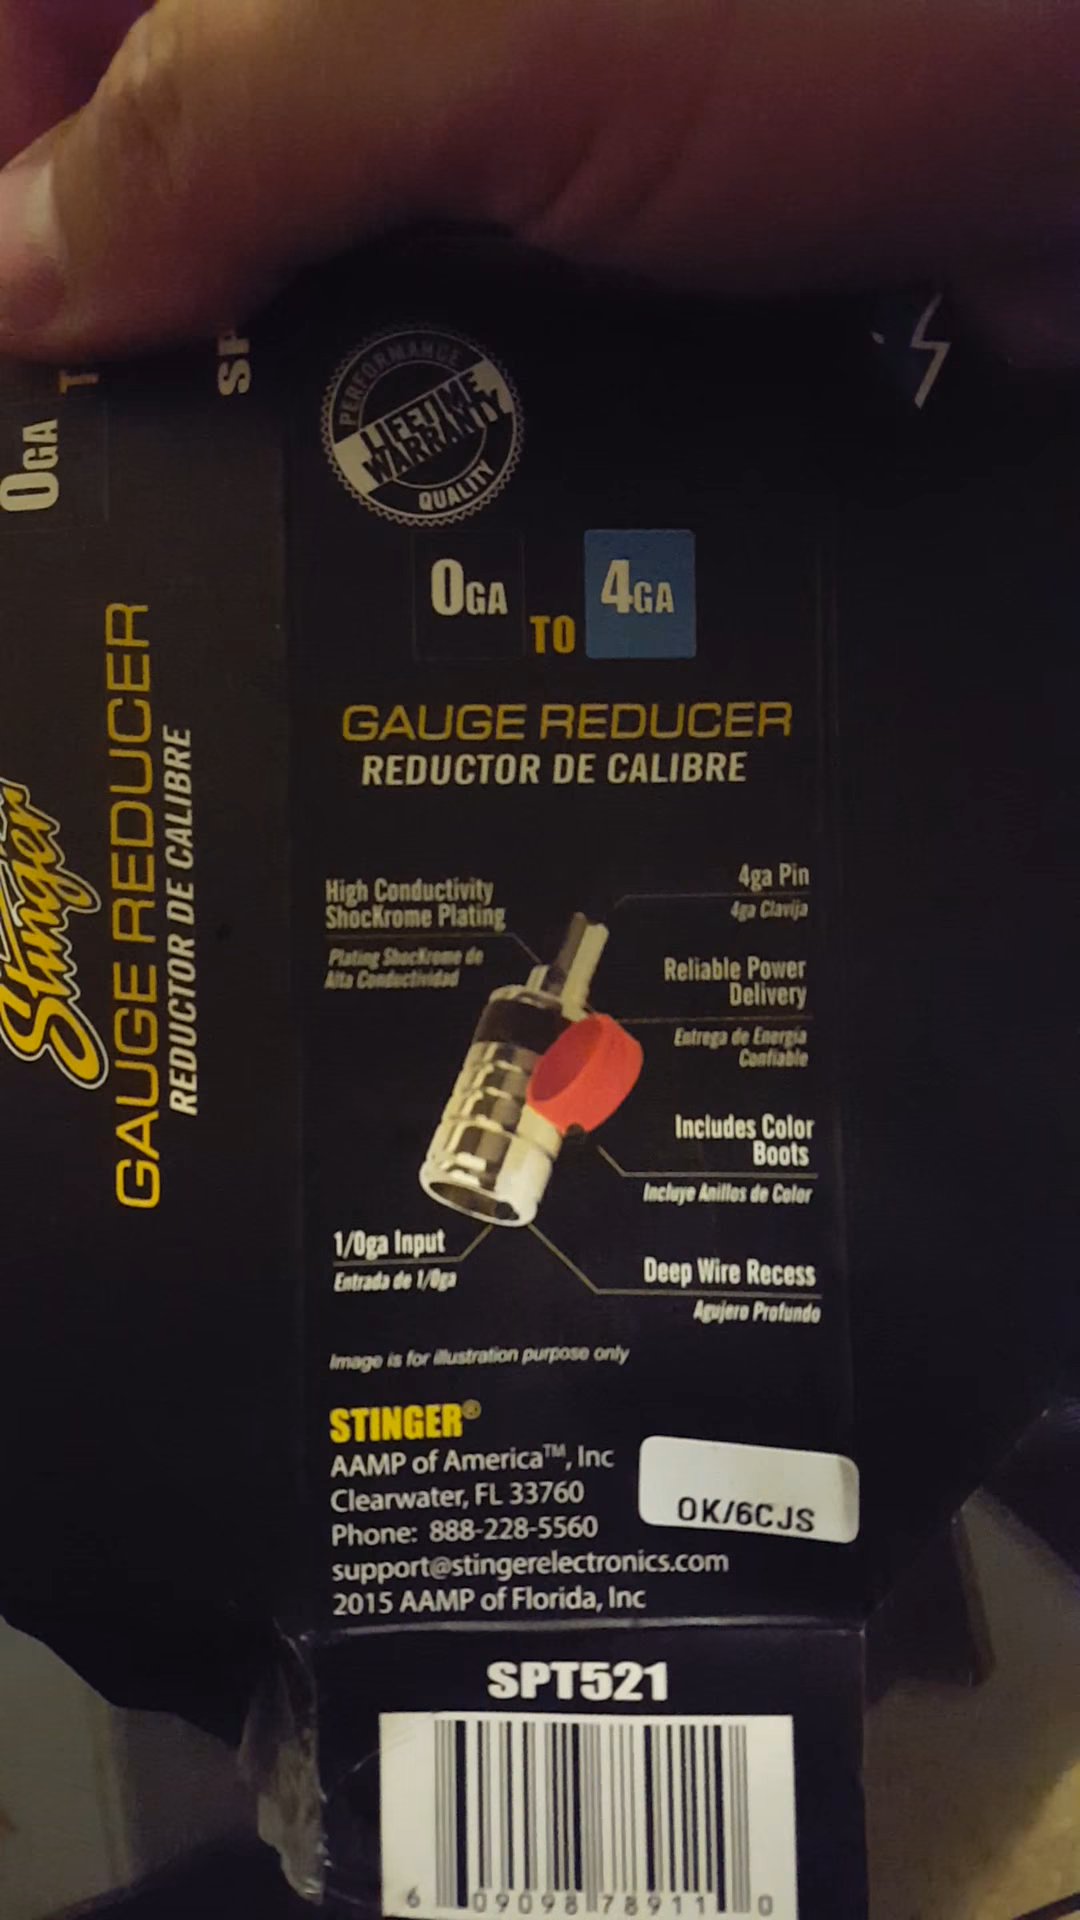 0GA
SP
Stinger
GAUGE REDUCER
REDUCTOR DE CALIBRE
PERFORMANCE
LIFETIME
WARRANTY
QUALITY
0GA TO 4GA
GAUGE REDUCER
REDUCTOR DE CALIBRE
High Conductivity
ShocKrome Plating
Plating ShocKrome de
Alta Conductividad
4ga Pin
4ga Clavija
Reliable Power
Delivery
Entrega de Energía
Confiable
Includes Color
Boots
Incluye Anillos de Color
1/0ga Input
Entrada de 1/0ga
Deep Wire Recess
Agujero Profundo
Image is for illustration purpose only
STINGER®
AAMP of America™, Inc
Clearwater, FL 33760
Phone: 888-228-5560
support@stingerelectronics.com
2015 AAMP of Florida, Inc
OK/6CJS
SPT521
6 09098 78911 0